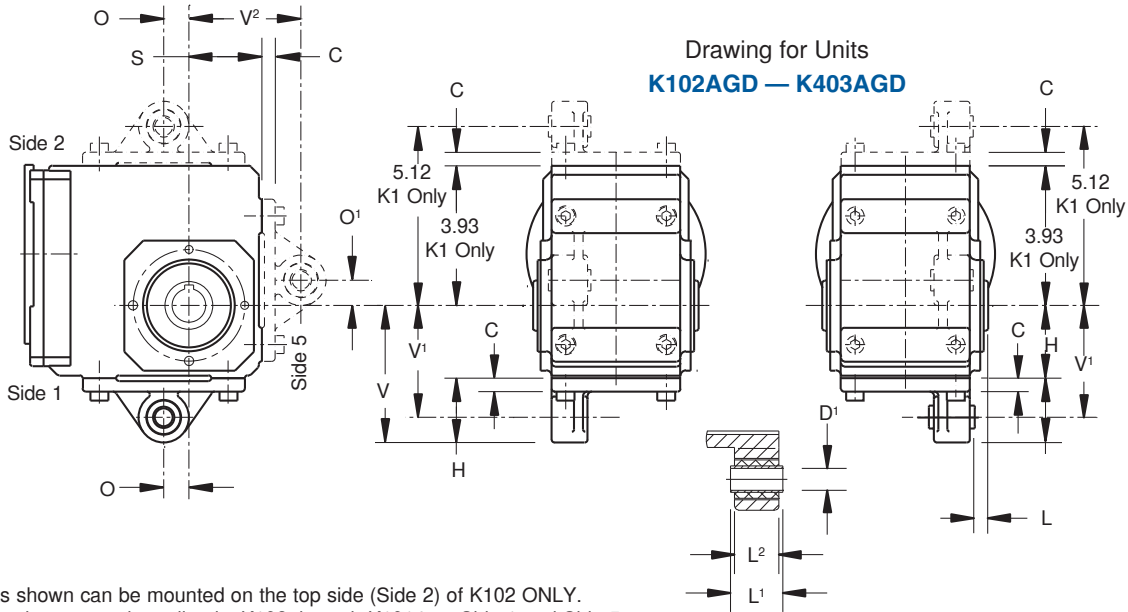 O
V²
S
C
Drawing for Units
K102AGD — K403AGD
C
C
Side 2
5.12
K1 Only
5.12
K1 Only
O¹
3.93
K1 Only
3.93
K1 Only
C
C
H
V¹
V
V¹
Side 5
Side 1
D¹
H
O
L
L²
L¹
s shown can be mounted on the top side (Side 2) of K102 ONLY.